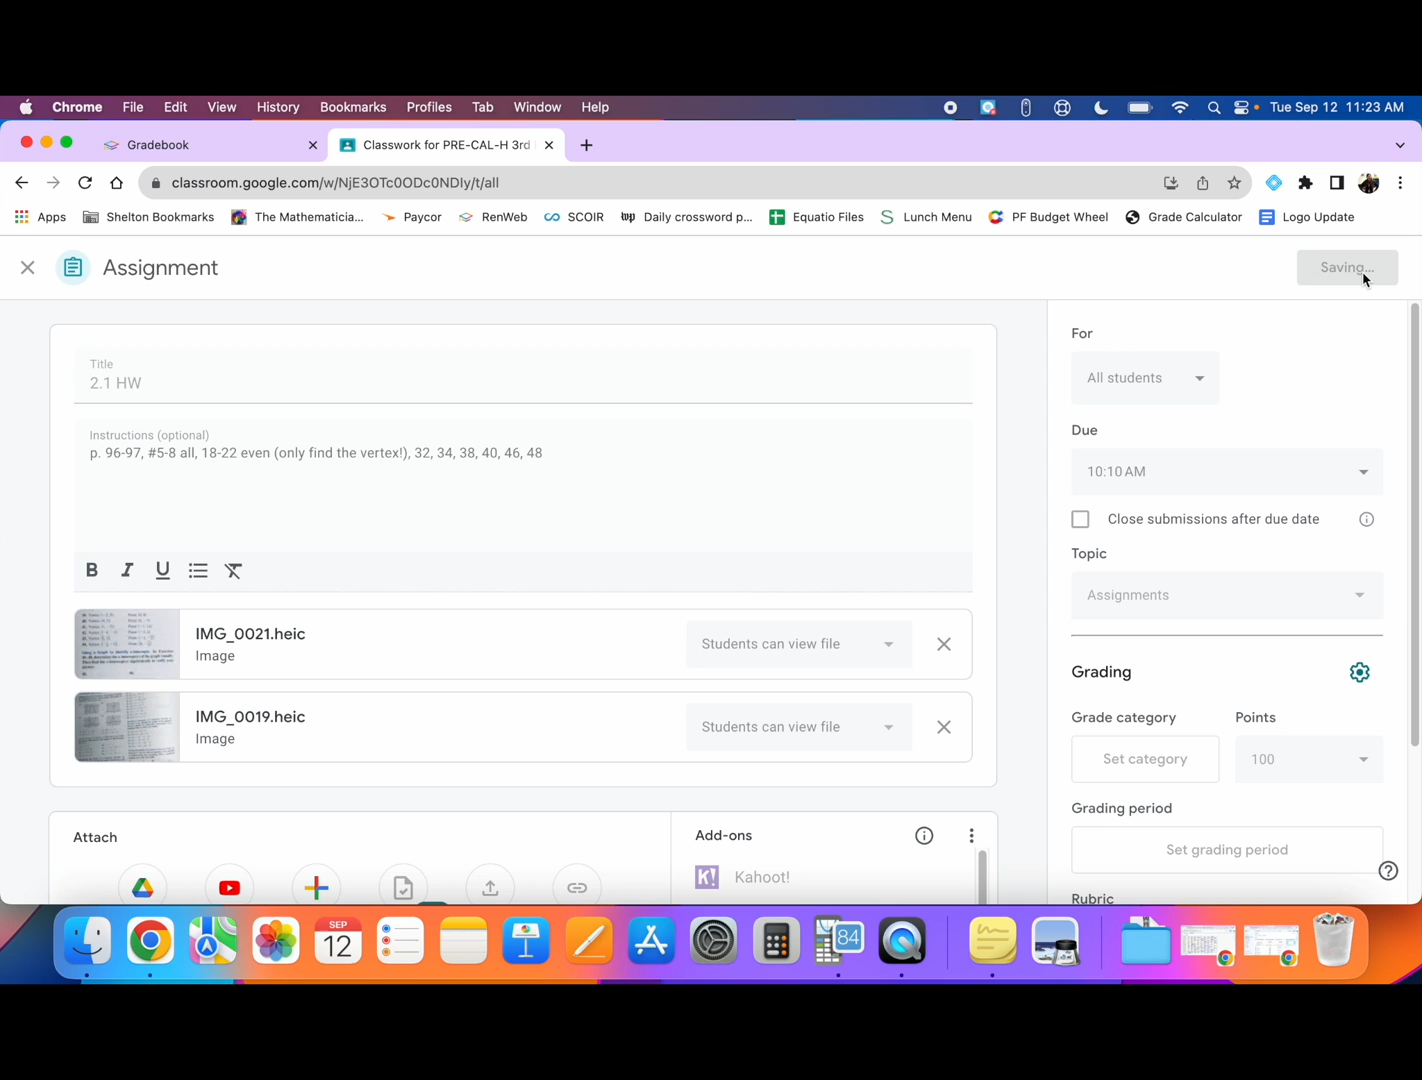 Chrome File Edit View History Bookmarks Profiles Tab Window Help Tue Sep 12 11:23 AM
Gradebook Classwork for PRE-CAL-H 3rd
classroom.google.com/w/NjE3OTc0ODc0NDIy/t/all
Apps Shelton Bookmarks The Mathematicia... Paycor RenWeb SCOIR Daily crossword p... Equatio Files Lunch Menu PF Budget Wheel Grade Calculator Logo Update
Assignment
Saving...
For
Title
2.1 HW
All students
Due
Instructions (optional)
p. 96-97, #5-8 all, 18-22 even (only find the vertex!), 32, 34, 38, 40, 46, 48
10:10 AM
Close submissions after due date
Topic
B I U
Assignments
IMG_0021.heic
Image
Students can view file
Grading
IMG_0019.heic
Image
Students can view file
Grade category Points
Set category 100
Grading period
Attach
Add-ons
Set grading period
K! Kahoot!
Rubric
SEP
12
84